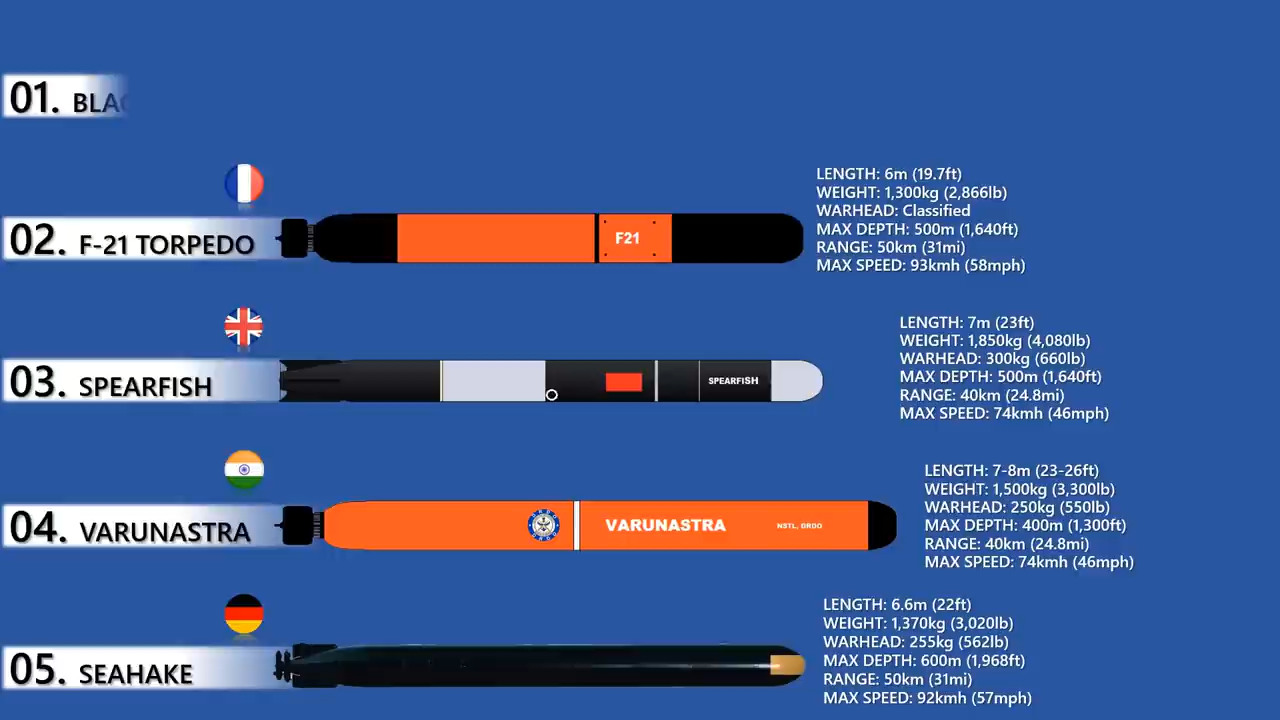 01. BLAC
02. F-21 TORPEDO
F21
LENGTH: 6m (19.7ft)
WEIGHT: 1,300kg (2,866lb)
WARHEAD: Classified
MAX DEPTH: 500m (1,640ft)
RANGE: 50km (31mi)
MAX SPEED: 93kmh (58mph)
03. SPEARFISH
SPEARFISH
LENGTH: 7m (23ft)
WEIGHT: 1,850kg (4,080lb)
WARHEAD: 300kg (660lb)
MAX DEPTH: 500m (1,640ft)
RANGE: 40km (24.8mi)
MAX SPEED: 74kmh (46mph)
04. VARUNASTRA
VARUNASTRA
NSTL, DRDO
LENGTH: 7-8m (23-26ft)
WEIGHT: 1,500kg (3,300lb)
WARHEAD: 250kg (550lb)
MAX DEPTH: 400m (1,300ft)
RANGE: 40km (24.8mi)
MAX SPEED: 74kmh (46mph)
05. SEAHAKE
LENGTH: 6.6m (22ft)
WEIGHT: 1,370kg (3,020lb)
WARHEAD: 255kg (562lb)
MAX DEPTH: 600m (1,968ft)
RANGE: 50km (31mi)
MAX SPEED: 92kmh (57mph)